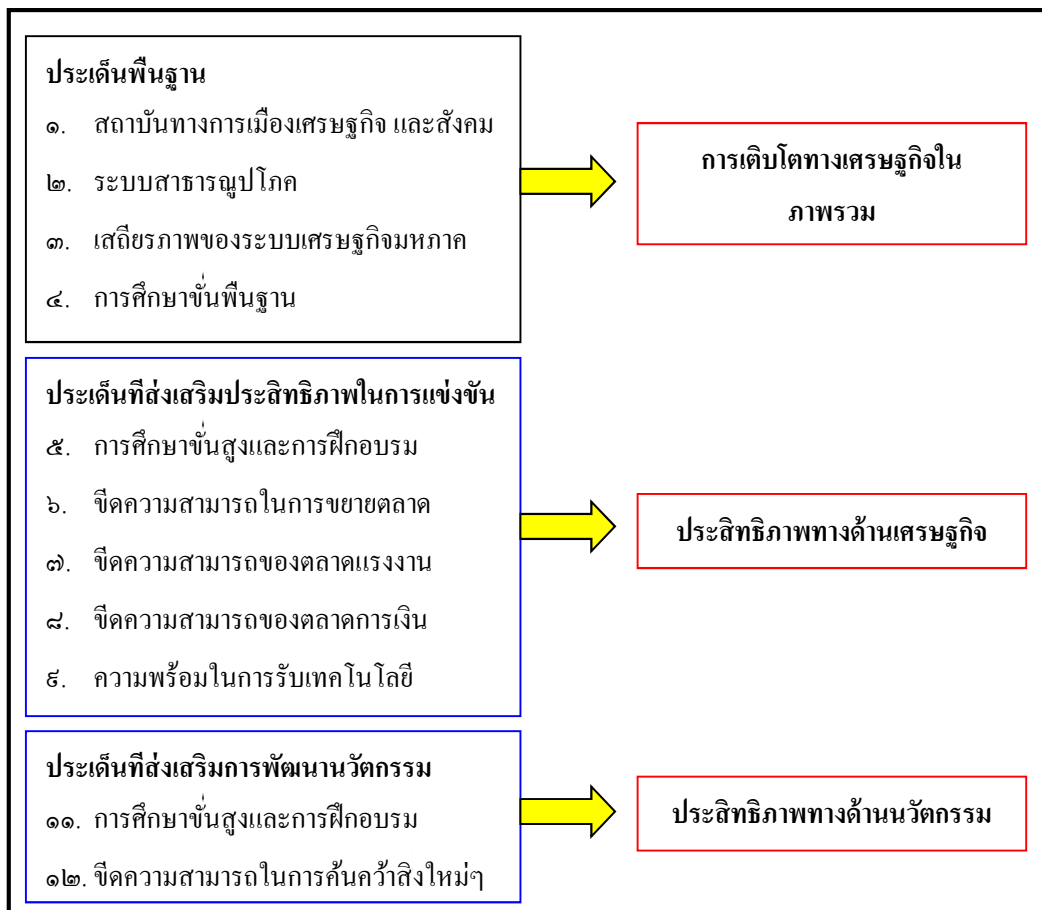 ประเด็นพื้นฐาน
๑. สถาบันทางการเมืองเศรษฐกิจ และสังคม
๒. ระบบสาธารณูปโภค
๓. เสถียรภาพของระบบเศรษฐกิจมหภาค
๔. การศึกษาขั้นพื้นฐาน
การเติบโตทางเศรษฐกิจใน
ภาพรวม
ประเด็นที่ส่งเสริมประสิทธิภาพในการแข่งขัน
๕. การศึกษาขั้นสูงและการฝึกอบรม
๖. ขีดความสามารถในการขยายตลาด
๗. ขีดความสามารถของตลาดแรงงาน
๘. ขีดความสามารถของตลาดการเงิน
๙. ความพร้อมในการรับเทคโนโลยี
ประสิทธิภาพทางด้านเศรษฐกิจ
ประเด็นที่ส่งเสริมการพัฒนานวัตกรรม
๑๑. การศึกษาขั้นสูงและการฝึกอบรม
๑๒. ขีดความสามารถในการค้นคว้าสิ่งใหม่ๆ
ประสิทธิภาพทางด้านนวัตกรรม